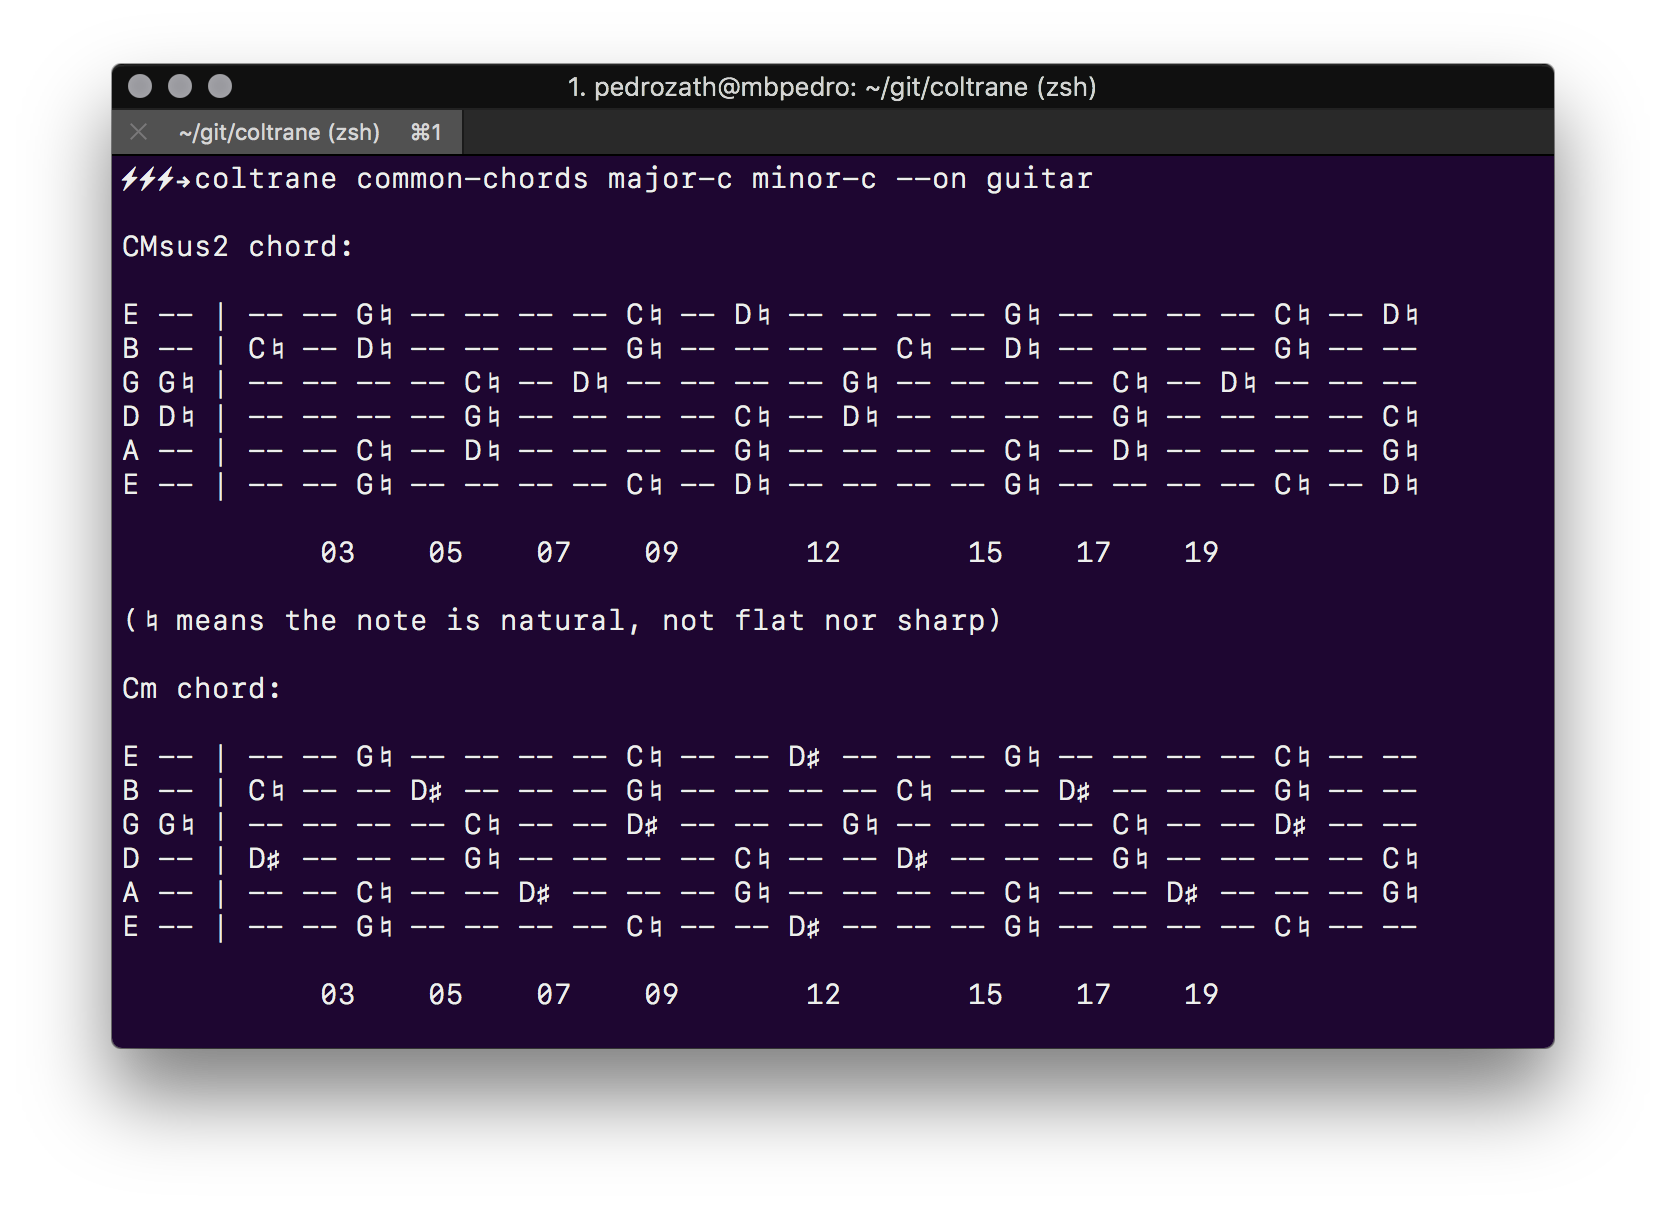 1. pedrozath@mbpedro: ~/git/coltrane (zsh)
× ~/git/coltrane (zsh) ⌘1
⚡⚡⚡➜coltrane common-chords major-c minor-c --on guitar
CMsus2 chord:
E -- | -- -- G♮ -- -- -- -- C♮ -- D♮ -- -- -- -- G♮ -- -- -- -- C♮ -- D♮
B -- | C♮ -- D♮ -- -- -- -- G♮ -- -- -- -- C♮ -- D♮ -- -- -- -- G♮ -- --
G G♮ | -- -- -- -- C♮ -- D♮ -- -- -- -- G♮ -- -- -- -- C♮ -- D♮ -- -- --
D D♮ | -- -- -- -- G♮ -- -- -- -- C♮ -- D♮ -- -- -- -- G♮ -- -- -- -- C♮
A -- | -- -- C♮ -- D♮ -- -- -- -- G♮ -- -- -- -- C♮ -- D♮ -- -- -- -- G♮
E -- | -- -- G♮ -- -- -- -- C♮ -- D♮ -- -- -- -- G♮ -- -- -- -- C♮ -- D♮
03 05 07 09 12 15 17 19
(♮ means the note is natural, not flat nor sharp)
Cm chord:
E -- | -- -- G♮ -- -- -- -- C♮ -- -- D♯ -- -- -- G♮ -- -- -- -- C♮ -- --
B -- | C♮ -- -- D♯ -- -- -- G♮ -- -- -- -- C♮ -- -- D♯ -- -- -- G♮ -- --
G G♮ | -- -- -- -- C♮ -- -- D♯ -- -- -- G♮ -- -- -- -- C♮ -- -- D♯ -- --
D -- | D♯ -- -- -- G♮ -- -- -- -- C♮ -- -- D♯ -- -- -- G♮ -- -- -- -- C♮
A -- | -- -- C♮ -- -- D♯ -- -- -- G♮ -- -- -- -- C♮ -- -- D♯ -- -- -- G♮
E -- | -- -- G♮ -- -- -- -- C♮ -- -- D♯ -- -- -- G♮ -- -- -- -- C♮ -- --
03 05 07 09 12 15 17 19